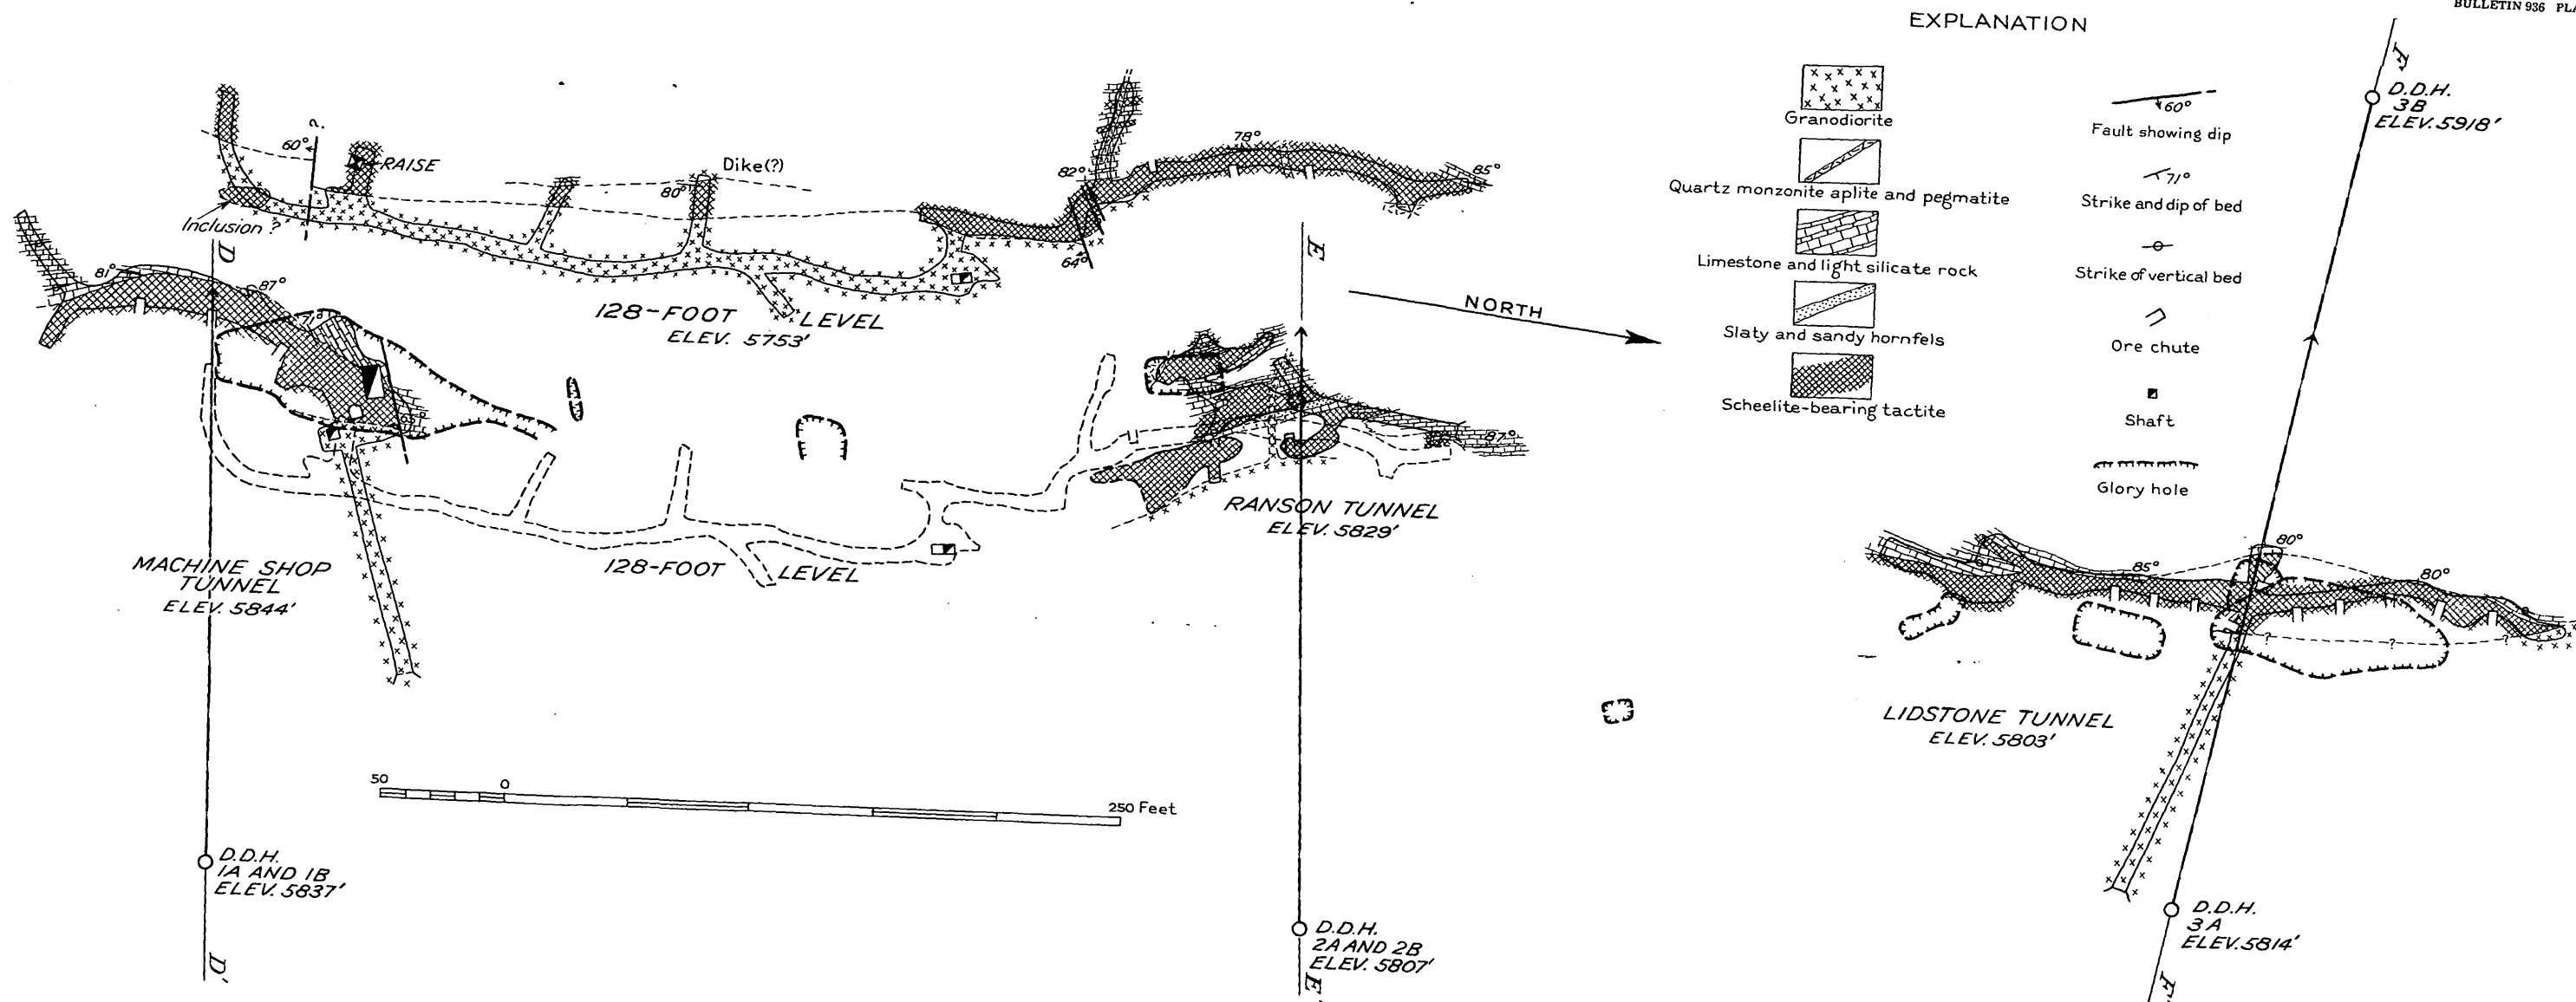 BULLETIN 936 PLA
EXPLANATION
Granodiorite
Quartz monzonite aplite and pegmatite
Limestone and light silicate rock
Slaty and sandy hornfels
Scheelite-bearing tactite
60°
Fault showing dip
71°
Strike and dip of bed
Strike of vertical bed
Ore chute
Shaft
Glory hole
F
D.D.H.
3B
ELEV. 5918'
?
60°
RAISE
Inclusion ?
80°
Dike(?)
82°
78°
85°
64°
128-FOOT LEVEL
ELEV. 5753'
D
E
NORTH
81°
87°
71°
MACHINE SHOP
TUNNEL
ELEV. 5844'
128-FOOT LEVEL
87°
RANSON TUNNEL
ELEV. 5829'
80°
85°
80°
? ? ?
LIDSTONE TUNNEL
ELEV. 5803'
50 0 250 Feet
D.D.H.
1A AND 1B
ELEV. 5837'
D'
D.D.H.
2A AND 2B
ELEV. 5807'
E'
D.D.H.
3A
ELEV. 5814'
F'